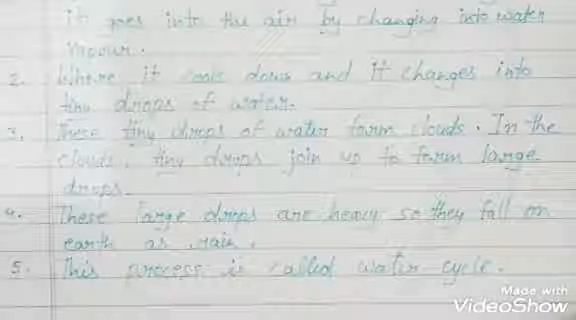 it goes into the air by changing into water
vapour.
2. Where it cools down and it changes into
tiny drops of water.
3. These tiny drops of water form clouds. In the
clouds, tiny drops join up to form large
drops.
4. These large drops are heavy so they fall on
earth as rain.
5. This process is called water cycle.
Made with
VideoShow